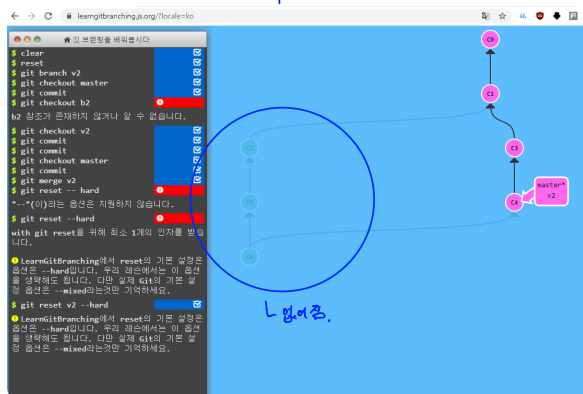 learngitbranching.js.org/?locale=ko
깃 브랜칭을 배워봅시다.
$ clear
$ reset
$ git branch v2
$ git checkout master
$ git commit
$ git checkout b2
b2 참조가 존재하지 않거나 알 수 없습니다.
$ git checkout v2
$ git commit
$ git commit
$ git checkout master
$ git commit
$ git merge v2
$ git reset -- hard
"--"(이)라는 옵션은 지원하지 않습니다.
$ git reset --hard
with git reset을 위해 최소 1개의 인자를 받습
니다.
LearnGitBranching에서 reset의 기본 설정은
옵션은 --hard입니다. 우리 레슨에서는 이 옵션
을 생략해도 됩니다. 다만 실제 Git의 기본 설
정 옵션은 --mixed라는것만 기억하세요.
$ git reset v2 --hard
LearnGitBranching에서 reset의 기본 설정은
옵션은 --hard입니다. 우리 레슨에서는 이 옵션
을 생략해도 됩니다. 다만 실제 Git의 기본 설
정 옵션은 --mixed라는것만 기억하세요.
C0
C1
C3
master*
v2
C4
없어짐.